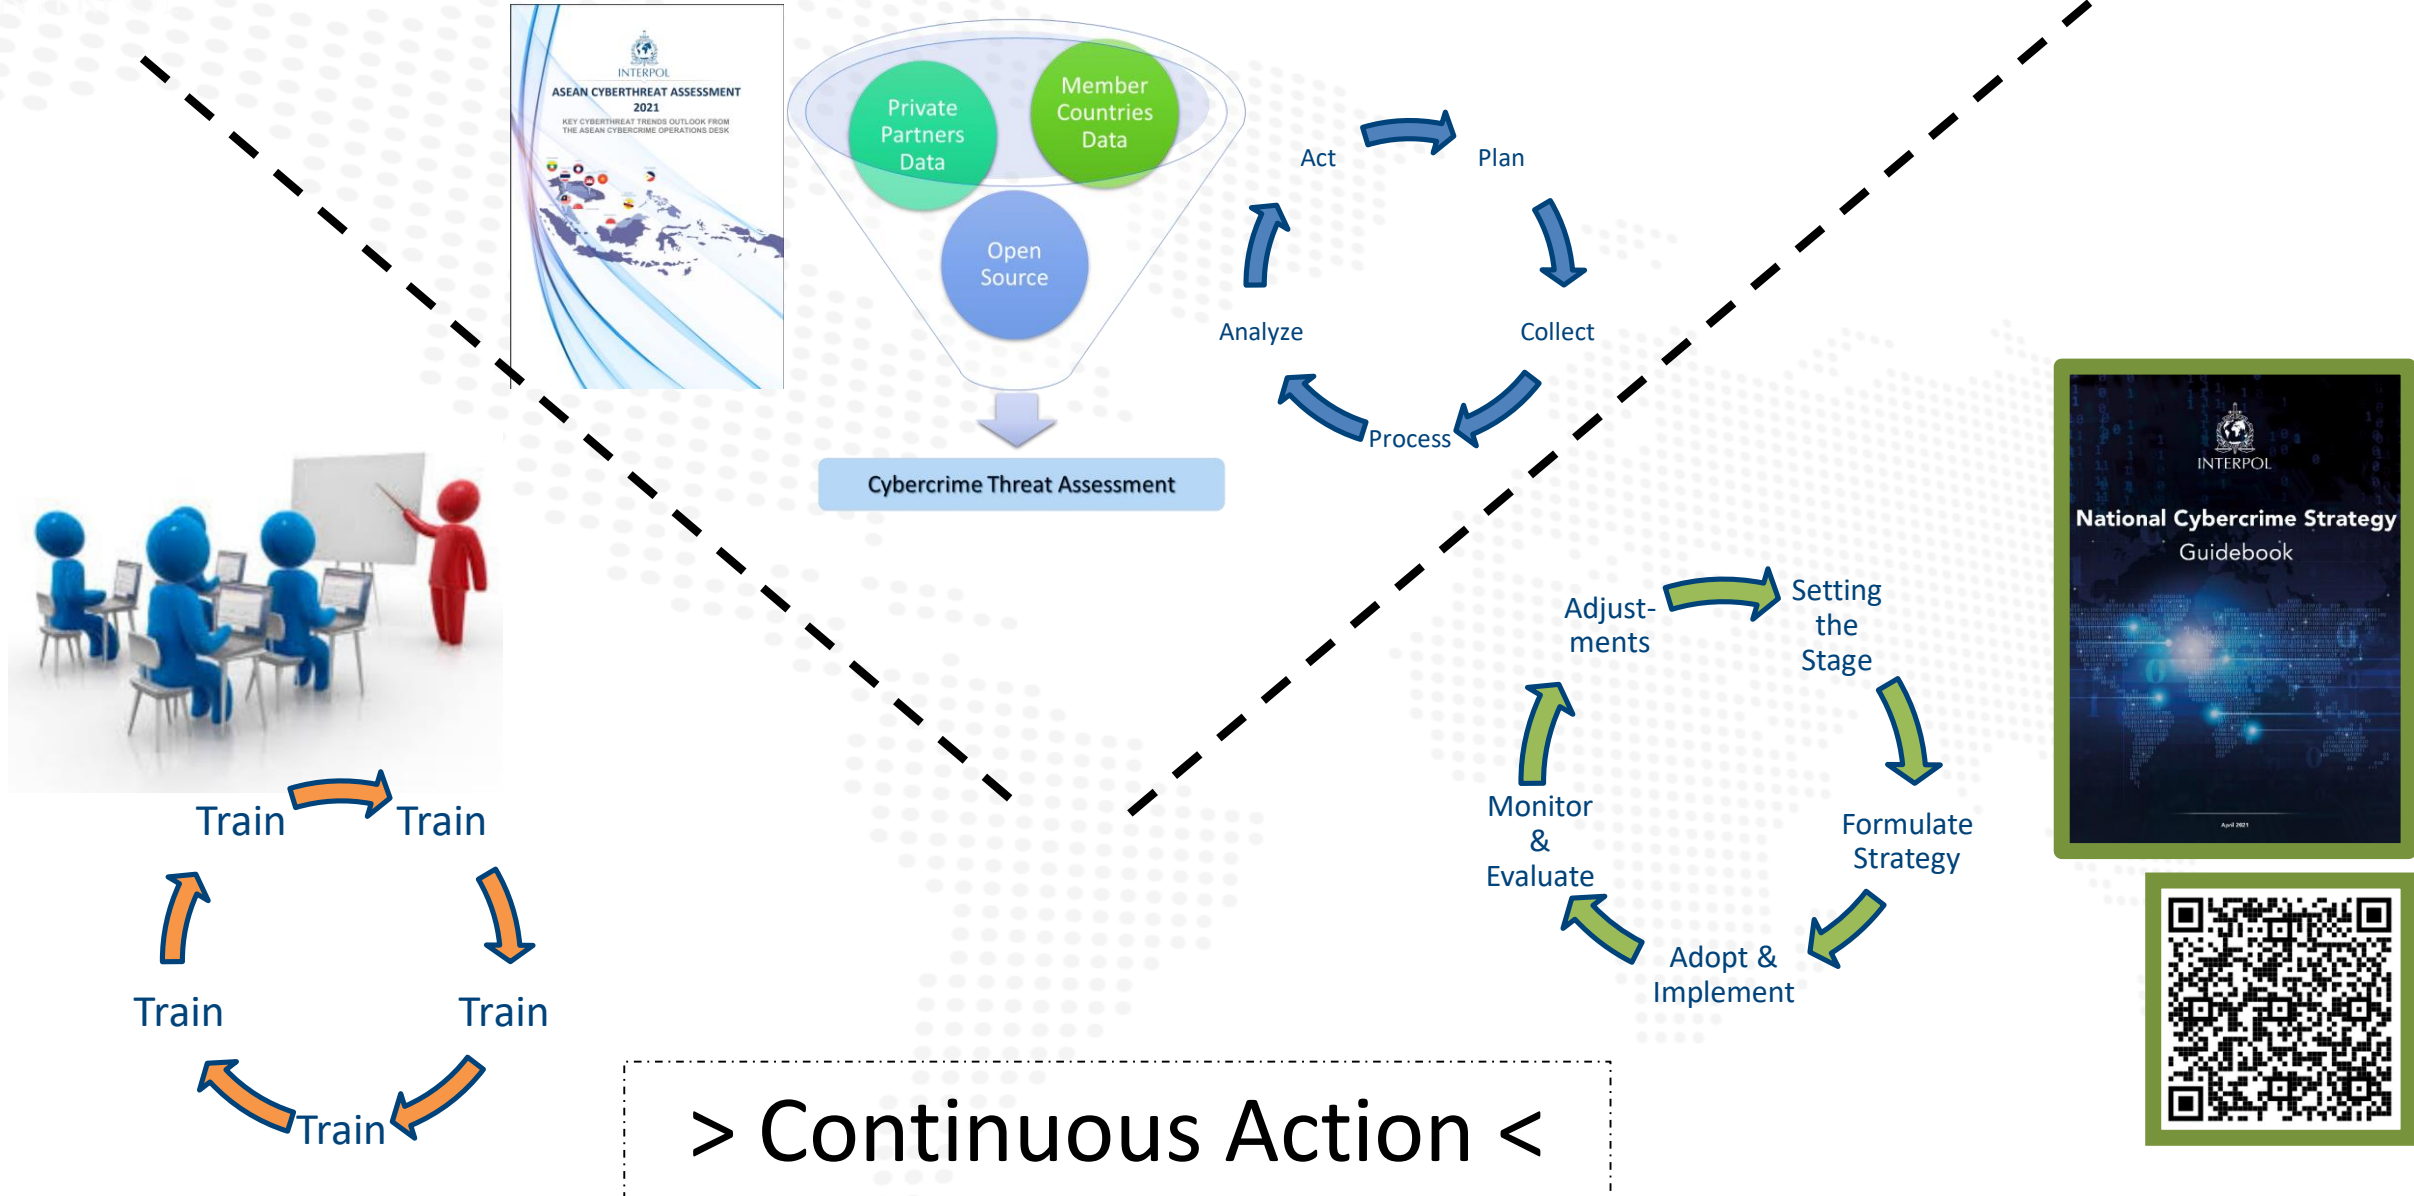 INTERPOL
ASEAN CYBERTHREAT ASSESSMENT
2021
KEY CYBERTHREAT TRENDS OUTLOOK FROM
THE ASEAN CYBERCRIME OPERATIONS DESK
Private
Partners
Data
Member
Countries
Data
Open
Source
Cybercrime Threat Assessment
Act
Plan
Collect
Process
Analyze
Train
Train
Train
Train
Train
Adjust-
ments
Setting
the
Stage
Formulate
Strategy
Adopt &
Implement
Monitor
&
Evaluate
INTERPOL
National Cybercrime Strategy
Guidebook
April 2021
> Continuous Action <